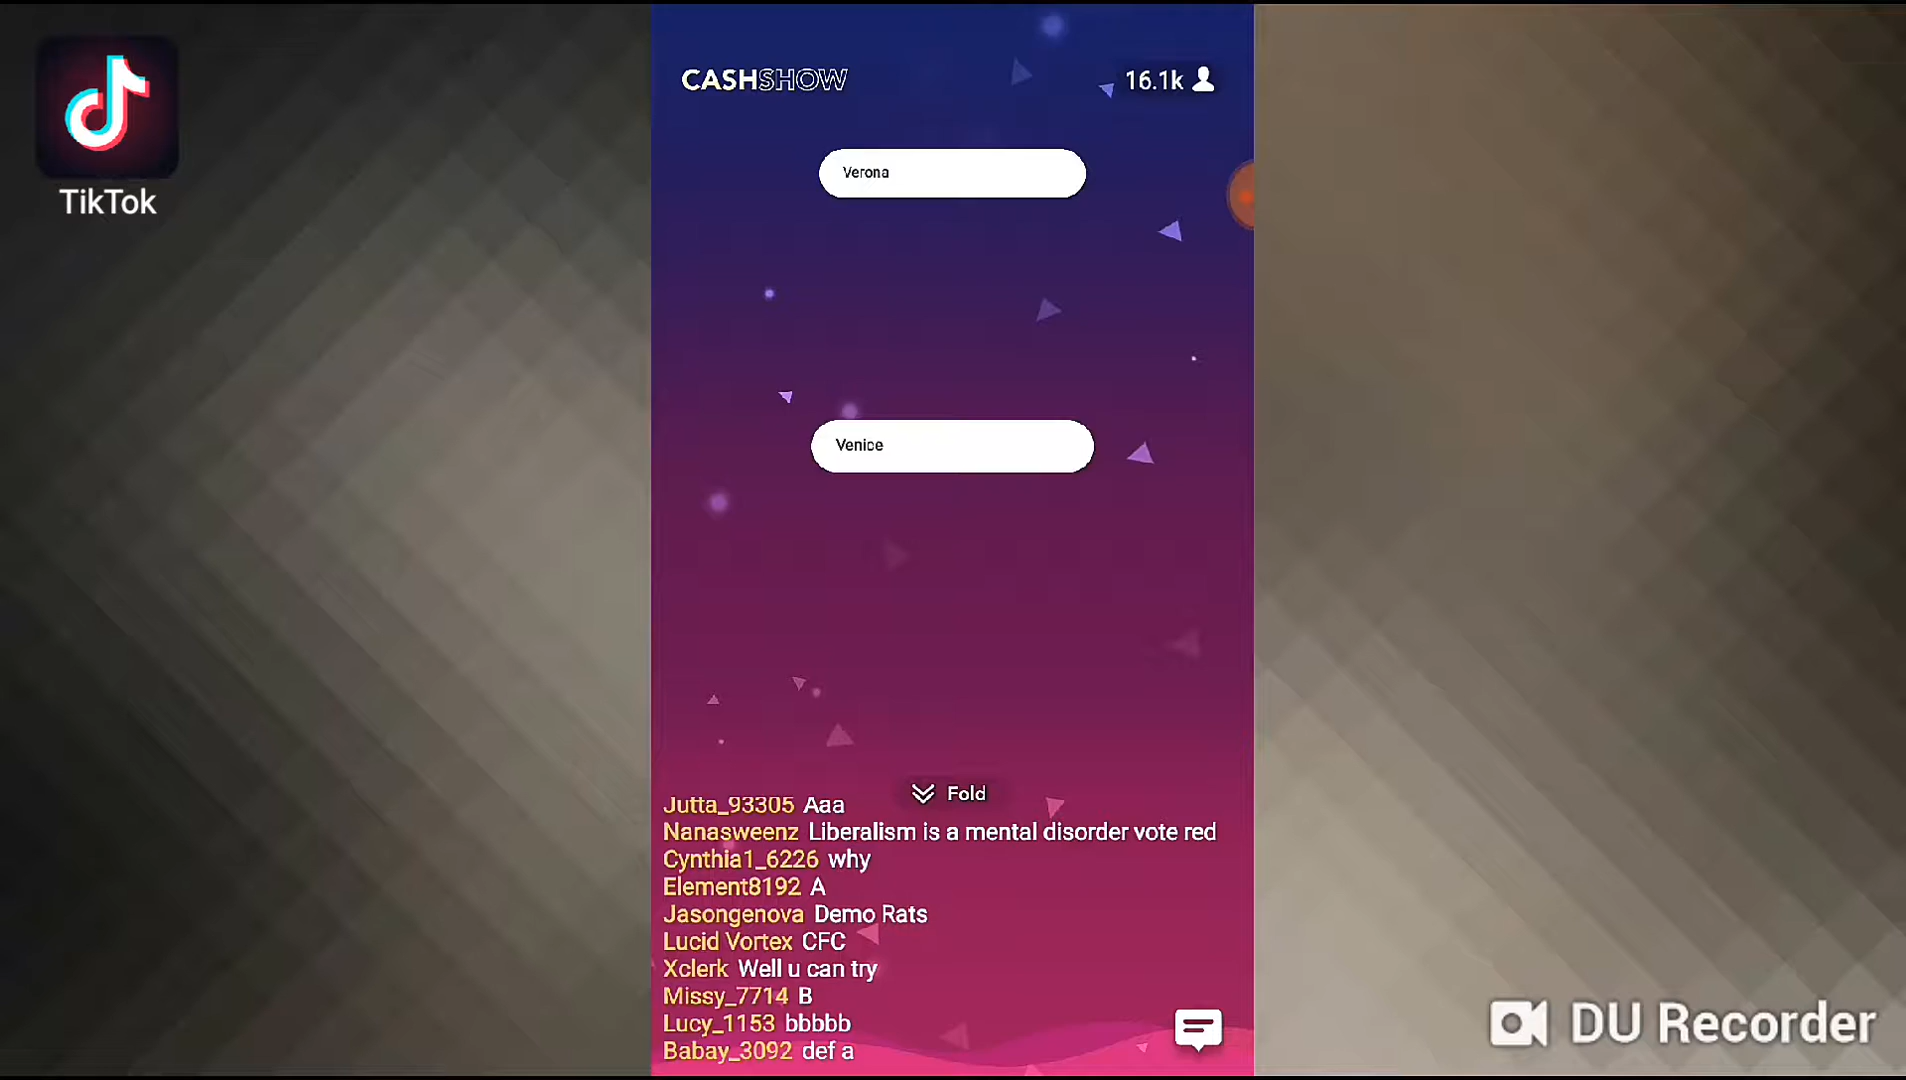 TikTok
CASHSHOW
16.1k
Verona
Venice
Fold
Jutta_93305 Aaa
Nanasweenz Liberalism is a mental disorder vote red
Cynthia1_6226 why
Element8192 A
Jasongenova Demo Rats
Lucid Vortex CFC
Xclerk Well u can try
Missy_7714 B
Lucy_1153 bbbbb
Babay_3092 def a
DU Recorder